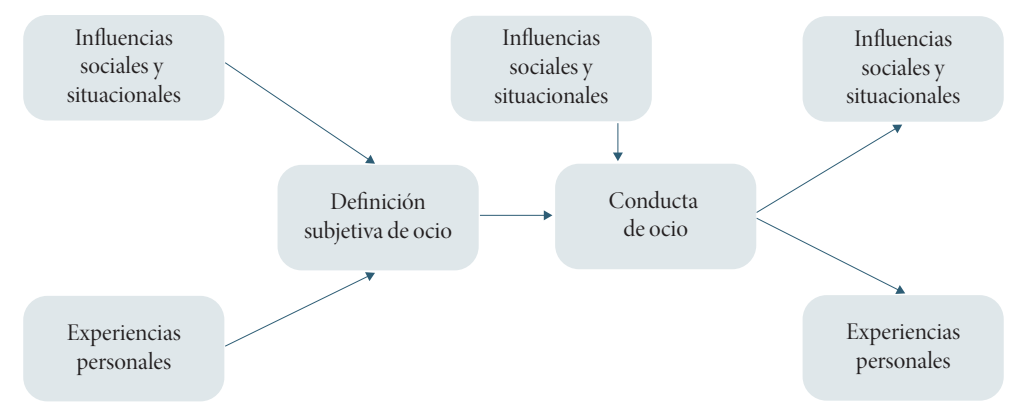 Influencias
sociales y
situacionales
Influencias
sociales y
situacionales
Influencias
sociales y
situacionales
Definición
subjetiva de ocio
Conducta
de ocio
Experiencias
personales
Experiencias
personales